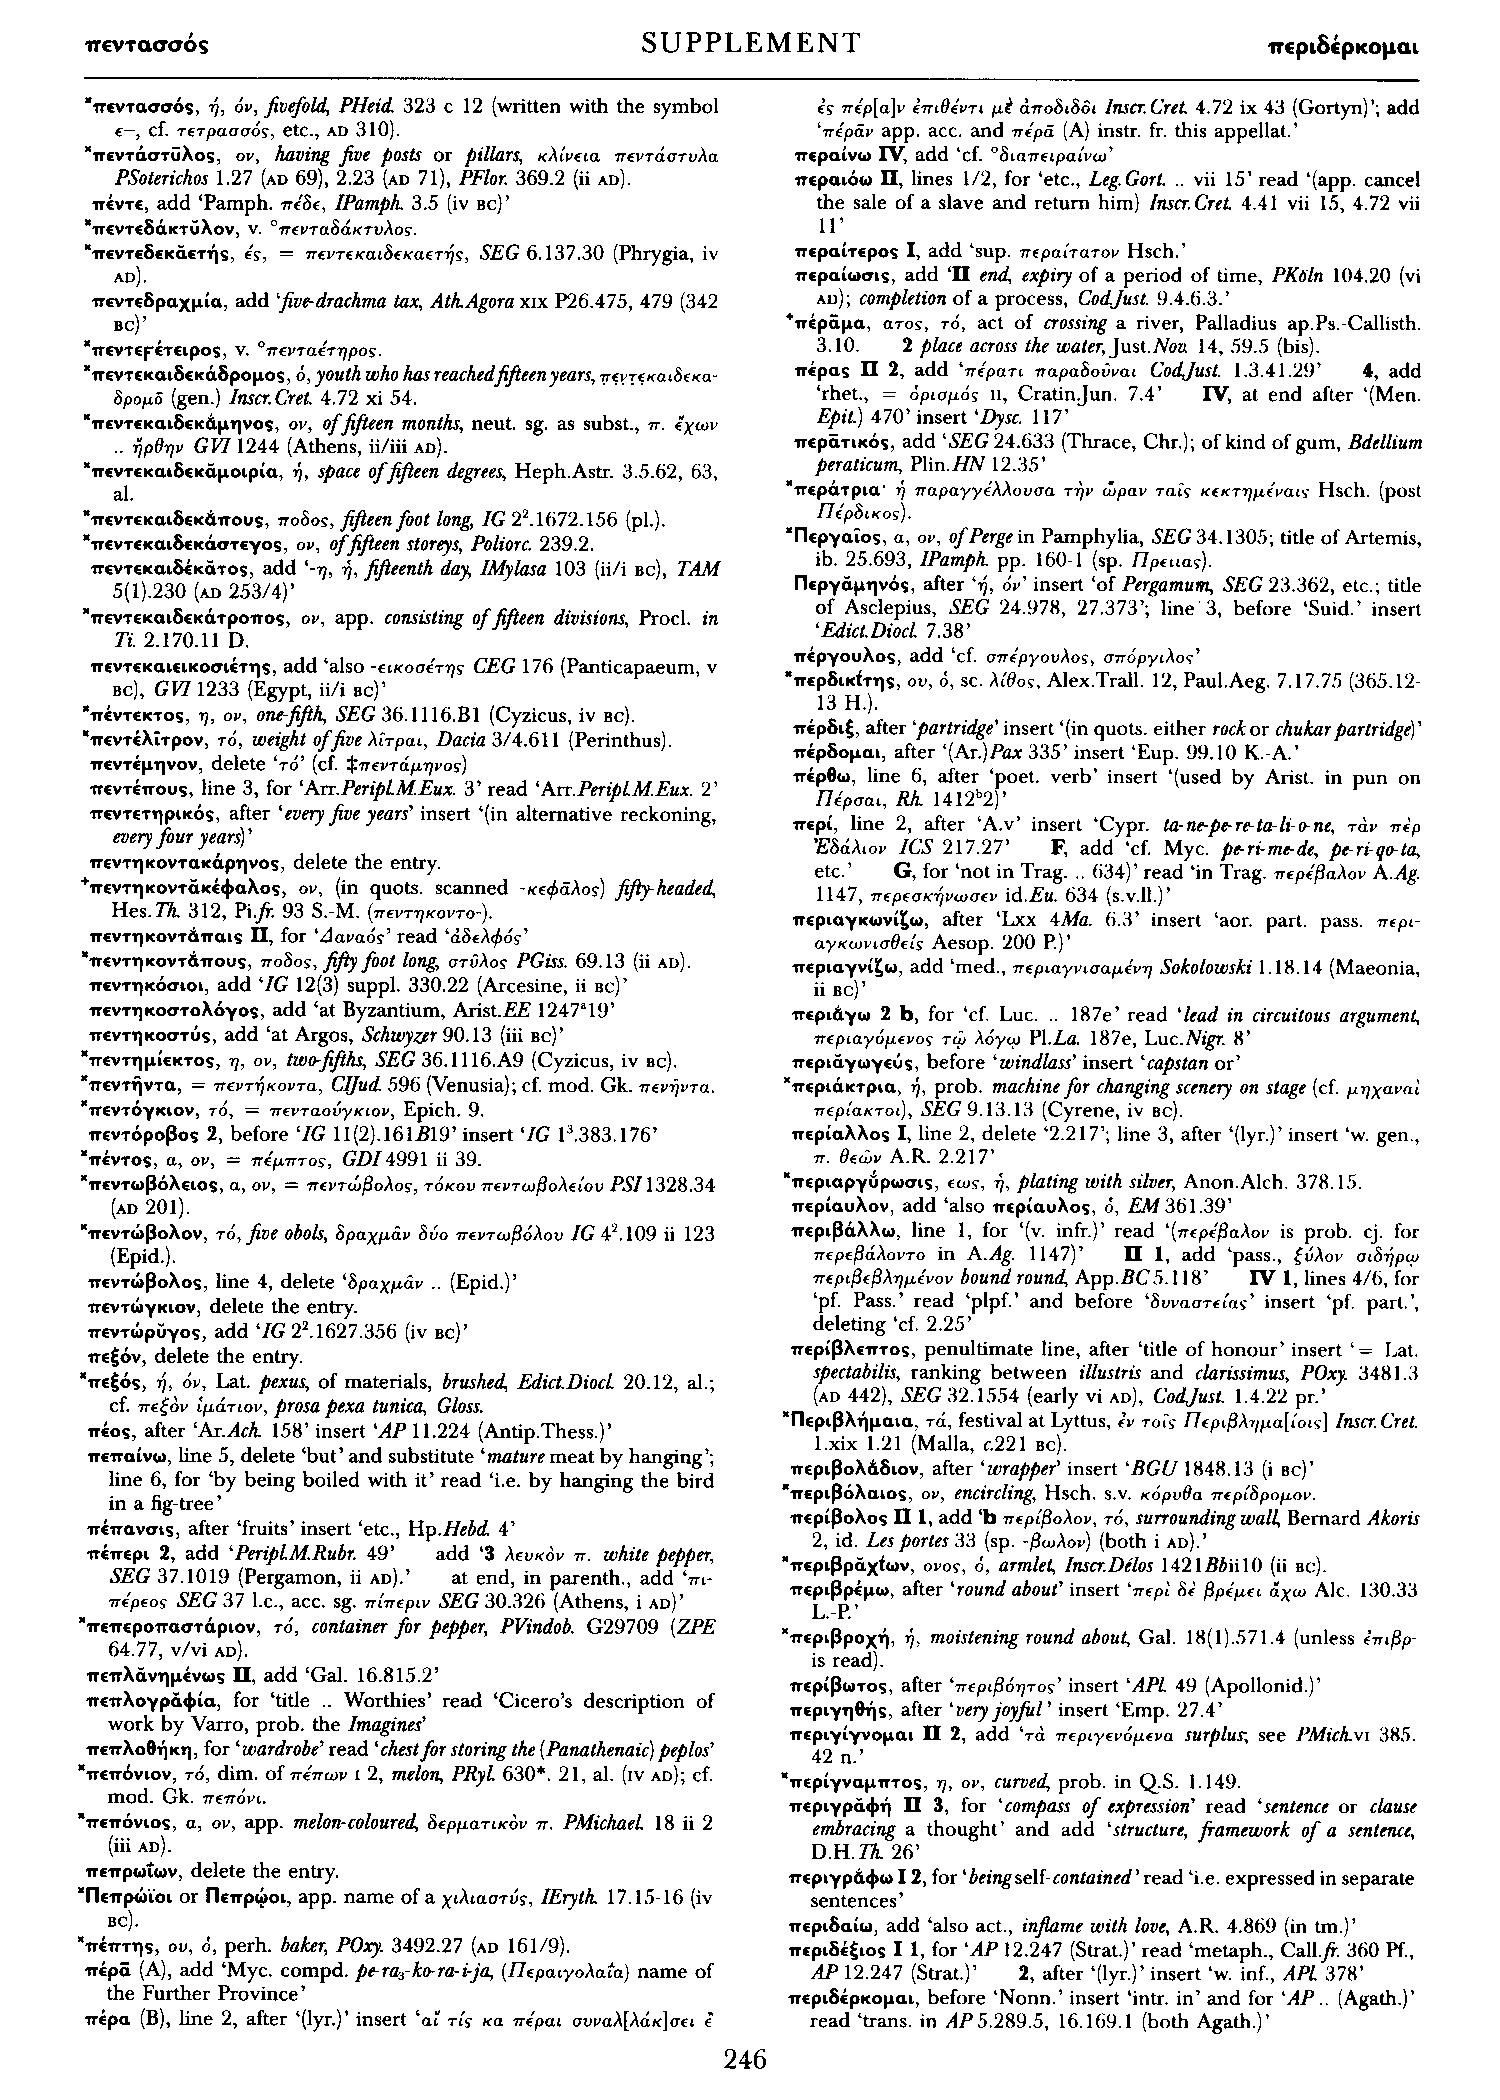 πεντασσός SUPPLEMENT περιδέρκομαι
*πεντασσός, ή, όν, fivefold, PHeid. 323 c 12 (written with the symbol
ε–, cf. τετρασσός, etc., AD 310).
*πεντάστῡλος, ον, having five posts or pillars, κλίνεια πεντάστυλα
PSoterichos 1.27 (AD 69), 2.23 (AD 71), PFlor. 369.2 (ii AD).
πέντε, add ‘Pamph. πέδε, IPamph. 3.5 (iv BC)’
*πεντεδάκτῠλον, v. °πενταδάκτυλος.
*πεντεδεκᾰετής, ές, = πεντεκαιδεκαετής, SEG 6.137.30 (Phrygia, iv
AD).
πεντεδραχμία, add ‘five-drachma tax, Ath.Agora XIX P26.475, 479 (342
BC)’
*πεντεϝέτειρος, v. °πενταέτηρος.
*πεντεκαιδεκάδρομος, ὁ, youth who has reached fifteen years, πεντεκαιδεκα-
δρομō (gen.) Inscr.Cret. 4.72 xi 54.
*πεντεκαιδεκάμηνος, ον, of fifteen months, neut. sg. as subst., π. ἔχων
.. ἤρθην GVI 1244 (Athens, ii/iii AD).
*πεντεκαιδεκᾰμοιρία, ἡ, space of fifteen degrees, Heph.Astr. 3.5.62, 63,
al.
*πεντεκαιδεκάπους, ποδος, fifteen foot long, IG 2².1672.156 (pl.).
*πεντεκαιδεκάστεγος, ον, of fifteen storeys, Poliorc. 239.2.
πεντεκαιδέκᾰτος, add ‘-η, ἡ, fifteenth day, IMylasa 103 (ii/i BC), TAM
5(1).230 (AD 253/4)’
*πεντεκαιδεκάτροπος, ον, app. consisting of fifteen divisions, Procl. in
Ti. 2.170.11 D.
πεντεκαιεικοσιέτης, add ‘also -εικοσέτης CEG 176 (Panticapaeum, v
BC), GVI 1233 (Egypt, ii/i BC)’
*πέντεκτος, η, ον, one-fifth, SEG 36.1116.B1 (Cyzicus, iv BC).
*πεντέλῑτρον, τό, weight of five λῖτραι, Dacia 3/4.611 (Perinthus).
πεντέμηνον, delete ‘τό’ (cf. ‡πεντάμηνος)
πεντέπους, line 3, for ‘Arr.Peripl.M.Eux. 3’ read ‘Arr.Peripl.M.Eux. 2’
πεντετηρικός, after ‘every five years’ insert ‘(in alternative reckoning,
every four years)’
πεντηκοντακάρηνος, delete the entry.
⁺πεντηκοντᾰκέφαλος, ον, (in quots. scanned -κεφᾱλος) fifty-headed,
Hes.Th. 312, Pi.fr. 93 S.-M. (πεντηκοντο-).
πεντηκοντάπαις II, for ‘Δαναός’ read ‘ἀδελφός’
*πεντηκοντάπους, ποδος, fifty foot long, στῦλος PGiss. 69.13 (ii AD).
πεντηκόσιοι, add ‘IG 12(3) suppl. 330.22 (Arcesine, ii BC)’
πεντηκοστολόγος, add ‘at Byzantium, Arist.EE 1247ᵃ19’
πεντηκοστύς, add ‘at Argos, Schwyzer 90.13 (iii BC)’
*πεντημίεκτος, η, ον, two-fifths, SEG 36.1116.A9 (Cyzicus, iv BC).
*πεντῆντα, = πεντήκοντα, CIJud. 596 (Venusia); cf. mod. Gk. πενῆντα.
*πεντόγκιον, τό, = πενταούγκιον, Epich. 9.
πεντόροβος 2, before ‘IG 11(2).161B19’ insert ‘IG 1³.383.176’
*πέντος, α, ον, = πέμπτος, GDI 4991 ii 39.
*πεντωβόλειος, α, ον, = πεντώβολος, τόκου πεντωβολείου PSI 1328.34
(AD 201).
*πεντώβολον, τό, five obols, δραχμᾶν δύο πεντωβόλου IG 4².109 ii 123
(Epid.).
πεντώβολος, line 4, delete ‘δραχμᾶν .. (Epid.)’
πεντώγκιον, delete the entry.
πεντώρῠγος, add ‘IG 2².1627.356 (iv BC)’
πεξόν, delete the entry.
*πεξός, ή, όν, Lat. pexus, of materials, brushed, Edict.Diocl. 20.12, al.;
cf. πεξὸν ἱμάτιον, prosa pexa tunica, Gloss.
πέος, after ‘Ar.Ach. 158’ insert ‘AP 11.224 (Antip.Thess.)’
πεπαίνω, line 5, delete ‘but’ and substitute ‘mature meat by hanging’;
line 6, for ‘by being boiled with it’ read ‘i.e. by hanging the bird
in a fig-tree’
πέπανσις, after ‘fruits’ insert ‘etc., Hp.Hebd. 4’
πέπερι 2, add ‘Peripl.M.Rubr. 49’ add ‘3 λευκὸν π. white pepper,
SEG 37.1019 (Pergamon, ii AD).’ at end, in parenth., add ‘πι-
πέρεος SEG 37 l.c., acc. sg. πίπεριν SEG 30.326 (Athens, i AD)’
*πεπεροπαστάριον, τό, container for pepper, PVindob. G29709 (ZPE
64.77, v/vi AD).
πεπλᾰνημένως II, add ‘Gal. 16.815.2’
πεπλογρᾰφία, for ‘title .. Worthies’ read ‘Cicero’s description of
work by Varro, prob. the Imagines’
πεπλοθήκη, for ‘wardrobe’ read ‘chest for storing the (Panathenaic) peplos’
*πεπόνιον, τό, dim. of πέπων I 2, melon, PRyl. 630*. 21, al. (IV AD); cf.
mod. Gk. πεπόνι.
*πεπόνιος, α, ον, app. melon-coloured, δερματικὸν π. PMichael. 18 ii 2
(iii AD).
πεπρωΐων, delete the entry.
*Πεπρώϊοι or Πεπρῷοι, app. name of a χιλιαστύς, IEryth. 17.15-16 (iv
BC).
*πέπτης, ου, ὁ, perh. baker, POxy. 3492.27 (AD 161/9).
πέρᾱ (A), add ‘Myc. compd. pe-ra₃-ko-ra-i-ja, (Περαιγολαΐα) name of
the Further Province’
πέρα (B), line 2, after ‘(lyr.)’ insert ‘αἴ τίς κα πέραι συναλ[λάκ]σει ἐ̄
ἐς πέρ[α]ν ἐπιθέντι μὲ̄ ἀποδιδο̄ι Inscr.Cret. 4.72 ix 43 (Gortyn)’; add
‘πέρᾱν app. acc. and πέρᾱ (A) instr. fr. this appellat.’
περαίνω IV, add ‘cf. °διαπειραίνω’
περαιόω II, lines 1/2, for ‘etc., Leg.Gort. .. vii 15’ read ‘(app. cancel
the sale of a slave and return him) Inscr.Cret. 4.41 vii 15, 4.72 vii
11’
περαίτερος I, add ‘sup. περαίτατον Hsch.’
περαίωσις, add ‘II end, expiry of a period of time, PKöln 104.20 (vi
AD); completion of a process, Cod.Just. 9.4.6.3.’
⁺πέρᾱμα, ατος, τό, act of crossing a river, Palladius ap.Ps.-Callisth.
3.10. 2 place across the water, Just.Nov. 14, 59.5 (bis).
πέρας II 2, add ‘πέρατι παραδοῦναι Cod.Just. 1.3.41.29’ 4, add
‘rhet., = ὁρισμός II, Cratin.Jun. 7.4’ IV, at end after ‘(Men.
Epit.) 470’ insert ‘Dysc. 117’
περᾱτικός, add ‘SEG 24.633 (Thrace, Chr.); of kind of gum, Bdellium
peraticum, Plin.HN 12.35’
*περάτρια· ἡ παραγγέλλουσα τὴν ὥραν ταῖς κεκτημέναις Hsch. (post
Πέρδικος).
*Περγαῖος, α, ον, of Perge in Pamphylia, SEG 34.1305; title of Artemis,
ib. 25.693, IPamph. pp. 160-1 (sp. Πρειιας).
Περγᾰμηνός, after ‘ή, όν’ insert ‘of Pergamum, SEG 23.362, etc.; title
of Asclepius, SEG 24.978, 27.373’; line 3, before ‘Suid.’ insert
‘Edict.Diocl. 7.38’
πέργουλος, add ‘cf. σπέργουλος, σπόργιλος’
*περδικίτης, ου, ὁ, sc. λίθος, Alex.Trall. 12, Paul.Aeg. 7.17.75 (365.12-
13 H.).
πέρδιξ, after ‘partridge’ insert ‘(in quots. either rock or chukar partridge)’
πέρδομαι, after ‘(Ar.)Pax 335’ insert ‘Eup. 99.10 K.-A.’
πέρθω, line 6, after ‘poet. verb’ insert ‘(used by Arist. in pun on
Πέρσαι, Rh. 1412ᵇ2)’
περί, line 2, after ‘A.v’ insert ‘Cypr. ta-ne-pe-re-ta-li-o-ne, τὰν πὲρ
Ἐδάλιον ICS 217.27’ F, add ‘cf. Myc. pe-ri-me-de, pe-ri-qo-ta,
etc.’ G, for ‘not in Trag. .. 634)’ read ‘in Trag. περέβαλον A.Ag.
1147, περεσκήνωσεν id.Eu. 634 (s.v.ll.)’
περιαγκωνίζω, after ‘Lxx 4Ma. 6.3’ insert ‘aor. part. pass. περι-
αγκωνισθείς Aesop. 200 P.)’
περιαγνίζω, add ‘med., περιαγνισαμένη Sokolowski 1.18.14 (Maeonia,
ii BC)’
περιάγω 2 b, for ‘cf. Luc. .. 187e’ read ‘lead in circuitous argument,
περιαγόμενος τῷ λόγῳ Pl.La. 187e, Luc.Nigr. 8’
περιᾰγωγεύς, before ‘windlass’ insert ‘capstan or’
*περιάκτρια, ἡ, prob. machine for changing scenery on stage (cf. μηχαναὶ
περίακτοι), SEG 9.13.13 (Cyrene, iv BC).
περίαλλος I, line 2, delete ‘2.217’; line 3, after ‘(lyr.)’ insert ‘w. gen.,
π. θεῶν A.R. 2.217’
*περιαργύρωσις, εως, ἡ, plating with silver, Anon.Alch. 378.15.
περίαυλον, add ‘also περίαυλος, ὁ, EM 361.39’
περιβάλλω, line 1, for ‘(v. infr.)’ read ‘(περέβαλον is prob. cj. for
περεβάλοντο in A.Ag. 1147)’ II 1, add ‘pass., ξύλον σιδήρῳ
περιβεβλημένον bound round, App.BC 5.118’ IV 1, lines 4/6, for
‘pf. Pass.’ read ‘plpf.’ and before ‘δυναστείας’ insert ‘pf. part.’,
deleting ‘cf. 2.25’
περίβλεπτος, penultimate line, after ‘title of honour’ insert ‘= Lat.
spectabilis, ranking between illustris and clarissimus, POxy. 3481.3
(AD 442), SEG 32.1554 (early vi AD), Cod.Just. 1.4.22 pr.’
*Περιβλήμαια, τά, festival at Lyttus, ἐν τοῖς Περιβλημα[ίοις] Inscr.Cret.
1.xix 1.21 (Malla, c.221 BC).
περιβολάδιον, after ‘wrapper’ insert ‘BGU 1848.13 (i BC)’
*περιβόλαιος, ον, encircling, Hsch. s.v. κόρυθα περίδρομον.
περίβολος II 1, add ‘b περίβολον, τό, surrounding wall, Bernard Akoris
2, id. Les portes 33 (sp. -βωλον) (both i AD).’
*περιβρᾰχίων, ονος, ὁ, armlet, Inscr.Délos 1421Bbii10 (ii BC).
περιβρέμω, after ‘round about’ insert ‘περὶ δὲ βρέμει ἄχω Alc. 130.33
L.-P.’
*περιβροχή, ἡ, moistening round about, Gal. 18(1).571.4 (unless ἐπιβρ-
is read).
περίβωτος, after ‘περιβόητος’ insert ‘APl. 49 (Apollonid.)’
περιγηθής, after ‘very joyful’ insert ‘Emp. 27.4’
περιγίγνομαι II 2, add ‘τὰ περιγενόμενα surplus; see PMich.VI 385.
42 n.’
*περίγναμπτος, η, ον, curved, prob. in Q.S. 1.149.
περιγρᾰφή II 3, for ‘compass of expression’ read ‘sentence or clause
embracing a thought’ and add ‘structure, framework of a sentence,
D.H.Th. 26’
περιγράφω I 2, for ‘being self-contained’ read ‘i.e. expressed in separate
sentences’
περιδαίω, add ‘also act., inflame with love, A.R. 4.869 (in tm.)’
περιδέξιος I 1, for ‘AP 12.247 (Strat.)’ read ‘metaph., Call.fr. 360 Pf.,
AP 12.247 (Strat.)’ 2, after ‘(lyr.)’ insert ‘w. inf., APl. 378’
περιδέρκομαι, before ‘Nonn.’ insert ‘intr. in’ and for ‘AP .. (Agath.)’
read ‘trans. in AP 5.289.5, 16.169.1 (both Agath.)’
246